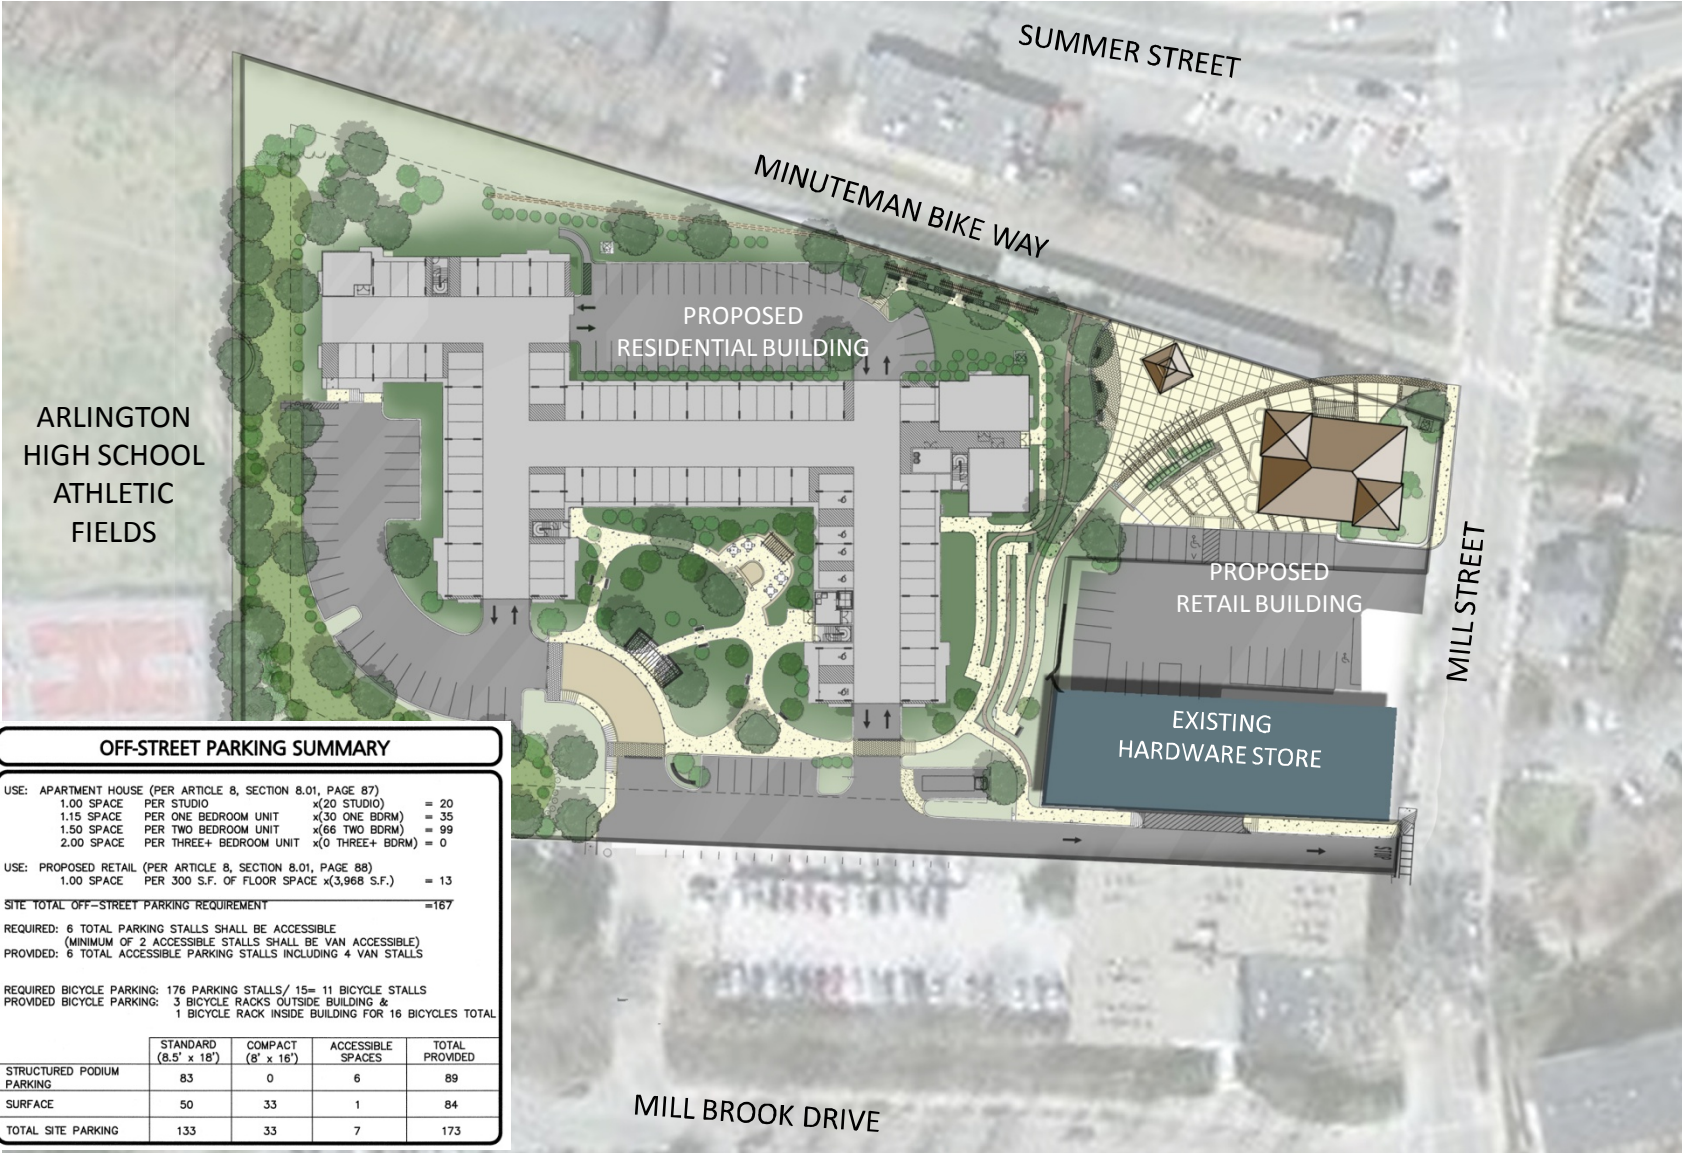 SUMMER STREET
MINUTEMAN BIKE WAY
PROPOSED
RESIDENTIAL BUILDING
ARLINGTON
HIGH SCHOOL
ATHLETIC
FIELDS
PROPOSED
RETAIL BUILDING
MILL STREET
EXISTING
HARDWARE STORE
STOP
MILL BROOK DRIVE
OFF-STREET PARKING SUMMARY
USE: APARTMENT HOUSE (PER ARTICLE 8, SECTION 8.01, PAGE 87)
1.00 SPACE PER STUDIO x(20 STUDIO) = 20
1.15 SPACE PER ONE BEDROOM UNIT x(30 ONE BDRM) = 35
1.50 SPACE PER TWO BEDROOM UNIT x(66 TWO BDRM) = 99
2.00 SPACE PER THREE+ BEDROOM UNIT x(0 THREE+ BDRM) = 0
USE: PROPOSED RETAIL (PER ARTICLE 8, SECTION 8.01, PAGE 88)
1.00 SPACE PER 300 S.F. OF FLOOR SPACE x(3,968 S.F.) = 13
SITE TOTAL OFF-STREET PARKING REQUIREMENT =167
REQUIRED: 6 TOTAL PARKING STALLS SHALL BE ACCESSIBLE
(MINIMUM OF 2 ACCESSIBLE STALLS SHALL BE VAN ACCESSIBLE)
PROVIDED: 6 TOTAL ACCESSIBLE PARKING STALLS INCLUDING 4 VAN STALLS
REQUIRED BICYCLE PARKING: 176 PARKING STALLS/ 15= 11 BICYCLE STALLS
PROVIDED BICYCLE PARKING: 3 BICYCLE RACKS OUTSIDE BUILDING &
1 BICYCLE RACK INSIDE BUILDING FOR 16 BICYCLES TOTAL
STANDARD (8.5' x 18') COMPACT (8' x 16') ACCESSIBLE SPACES TOTAL PROVIDED
STRUCTURED PODIUM PARKING 83 0 6 89
SURFACE 50 33 1 84
TOTAL SITE PARKING 133 33 7 173